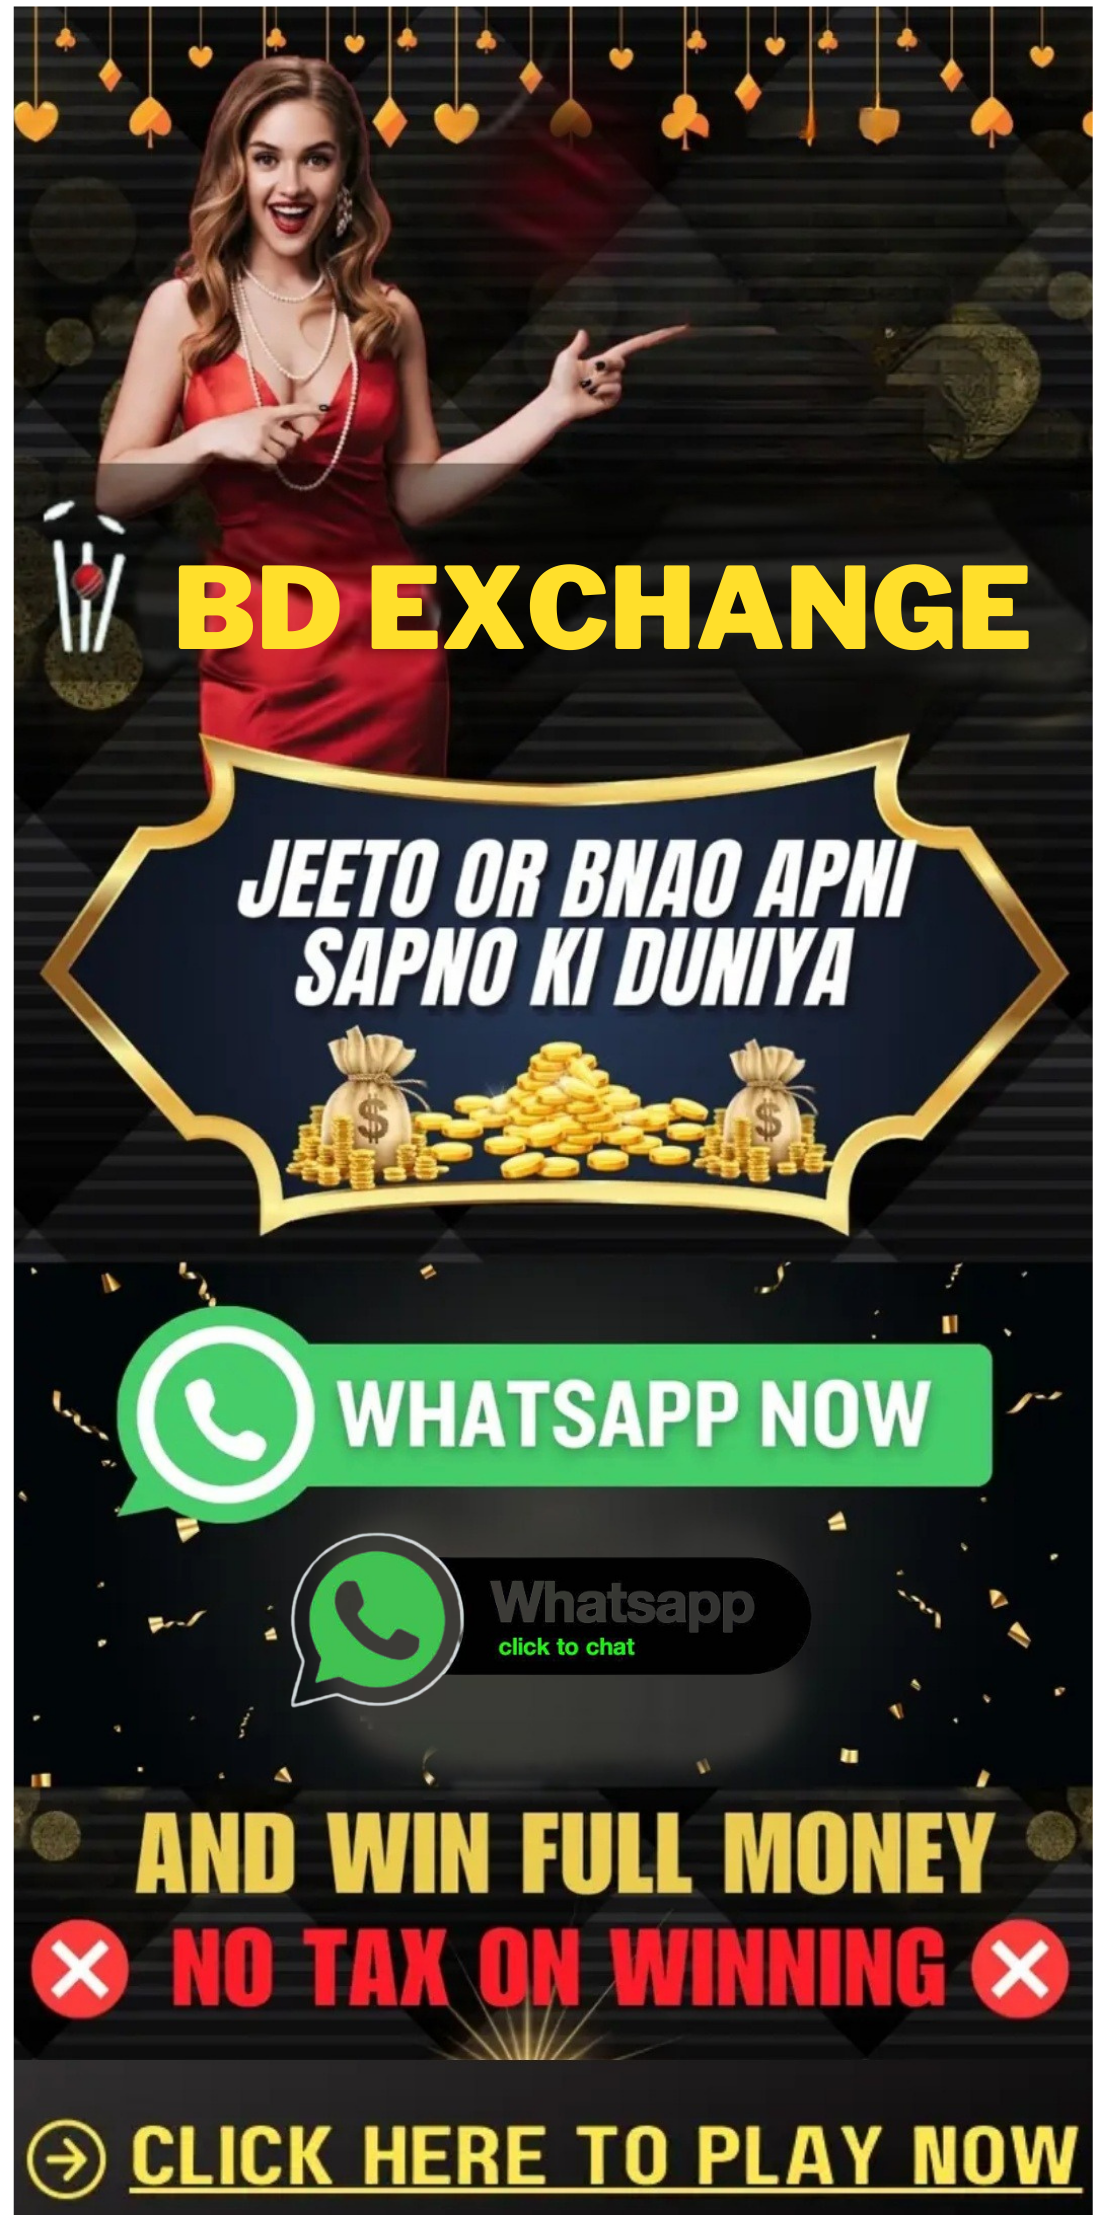 BD EXCHANGE
JEETO OR BNAO APNI
SAPNO KI DUNIYA
$ $
WHATSAPP NOW
Whatsapp
click to chat
AND WIN FULL MONEY
NO TAX ON WINNING
CLICK HERE TO PLAY NOW